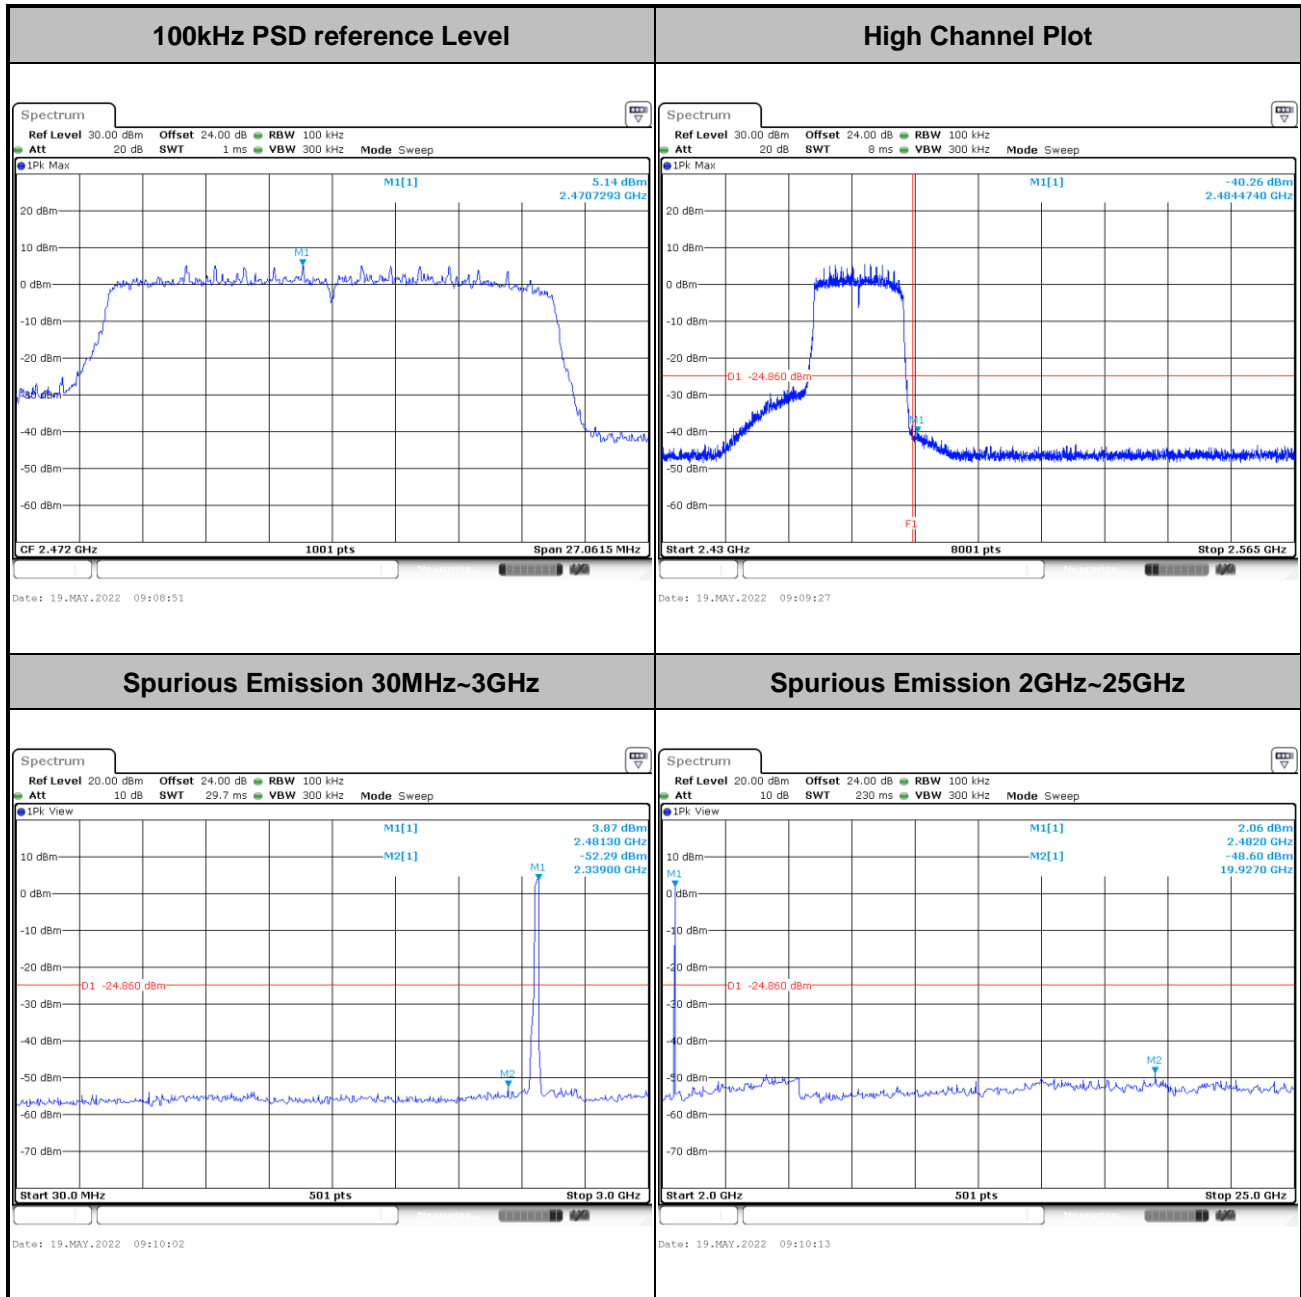 100kHz PSD reference Level
High Channel Plot
Spectrum
Ref Level 30.00 dBm Offset 24.00 dB RBW 100 kHz
Att 20 dB SWT 1 ms VBW 300 kHz Mode Sweep
1Pk Max
M1[1] 5.14 dBm
2.4707293 GHz
20 dBm
10 dBm
M1
0 dBm
-10 dBm
-20 dBm
-30 dBm
-40 dBm
-50 dBm
-60 dBm
CF 2.472 GHz 1001 pts Span 27.0615 MHz
Measuring
Date: 19.MAY.2022 09:08:51
Spectrum
Ref Level 30.00 dBm Offset 24.00 dB RBW 100 kHz
Att 20 dB SWT 8 ms VBW 300 kHz Mode Sweep
1Pk Max
M1[1] -40.26 dBm
2.4844740 GHz
20 dBm
10 dBm
0 dBm
-10 dBm
-20 dBm
D1 -24.860 dBm
-30 dBm
M1
-40 dBm
-50 dBm
-60 dBm
F1
Start 2.43 GHz 8001 pts Stop 2.565 GHz
Measuring
Date: 19.MAY.2022 09:09:27
Spurious Emission 30MHz~3GHz
Spurious Emission 2GHz~25GHz
Spectrum
Ref Level 20.00 dBm Offset 24.00 dB RBW 100 kHz
Att 10 dB SWT 29.7 ms VBW 300 kHz Mode Sweep
1Pk View
M1[1] 3.87 dBm
2.48130 GHz
M2[1] -52.29 dBm
2.33900 GHz
10 dBm
M1
0 dBm
-10 dBm
-20 dBm
D1 -24.860 dBm
-30 dBm
-40 dBm
-50 dBm
M2
-60 dBm
-70 dBm
Start 30.0 MHz 501 pts Stop 3.0 GHz
Measuring
Date: 19.MAY.2022 09:10:02
Spectrum
Ref Level 20.00 dBm Offset 24.00 dB RBW 100 kHz
Att 10 dB SWT 230 ms VBW 300 kHz Mode Sweep
1Pk View
M1[1] 2.06 dBm
2.4820 GHz
M2[1] -48.60 dBm
19.9270 GHz
10 dBm
M1
0 dBm
-10 dBm
-20 dBm
D1 -24.860 dBm
-30 dBm
-40 dBm
M2
-50 dBm
-60 dBm
-70 dBm
Start 2.0 GHz 501 pts Stop 25.0 GHz
Measuring
Date: 19.MAY.2022 09:10:13